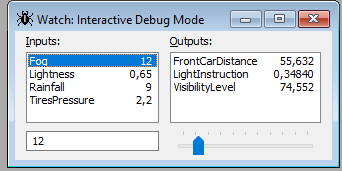 Watch: Interactive Debug Mode
Inputs:
Fog 12
Lightness 0,65
Rainfall 9
TiresPressure 2,2
12
Outputs:
FrontCarDistance 55,632
LightInstruction 0,34840
VisibilityLevel 74,552